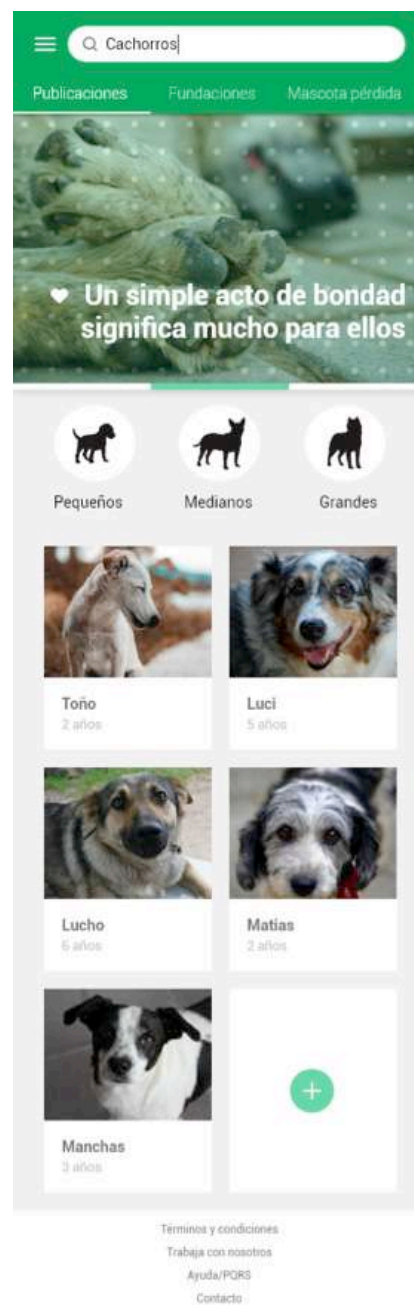 Cachorros
Publicaciones Fundaciones Mascota pérdida
Un simple acto de bondad
significa mucho para ellos
Pequeños Medianos Grandes
Toño Luci
2 años 5 años
Lucho Matias
6 años 2 años
Manchas
3 años
Términos y condiciones
Trabaja con nosotros
Ayuda/PQRS
Contacto